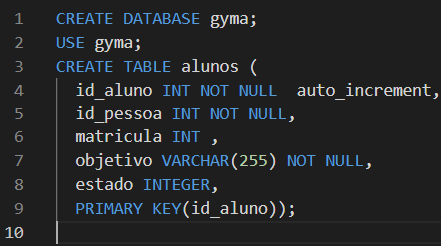 1 CREATE DATABASE gyma;
2 USE gyma;
3 CREATE TABLE alunos (
4   id_aluno INT NOT NULL  auto_increment,
5   id_pessoa INT NOT NULL,
6   matricula INT ,
7   objetivo VARCHAR(255) NOT NULL,
8   estado INTEGER,
9   PRIMARY KEY(id_aluno));
10